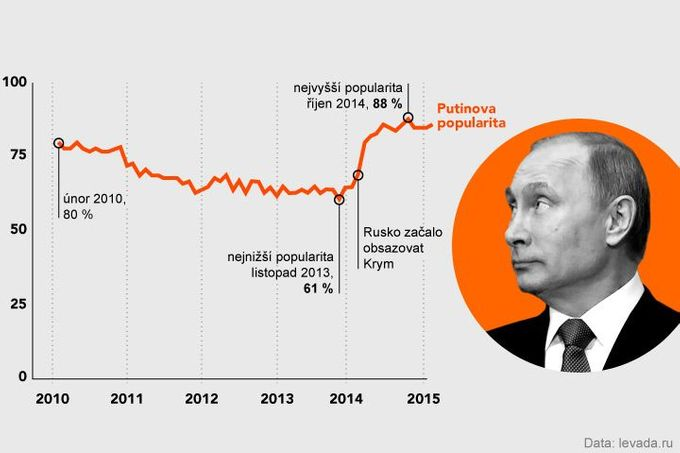 100
75
50
25
0
2010
2011
2012
2013
2014
2015
únor 2010,
80 %
nejnižší popularita
listopad 2013,
61 %
Rusko začalo
obsazovat
Krym
nejvyšší popularita
říjen 2014, 88 %
Putinova
popularita
Data: levada.ru